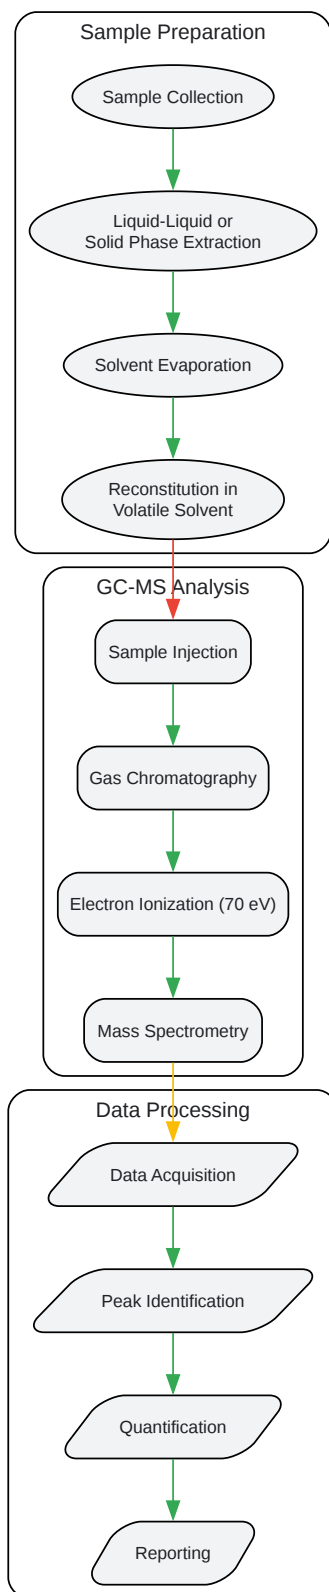 Sample Preparation
Sample Collection
Liquid-Liquid or
Solid Phase Extraction
Solvent Evaporation
Reconstitution in
Volatile Solvent
GC-MS Analysis
Sample Injection
Gas Chromatography
Electron Ionization (70 eV)
Mass Spectrometry
Data Processing
Data Acquisition
Peak Identification
Quantification
Reporting